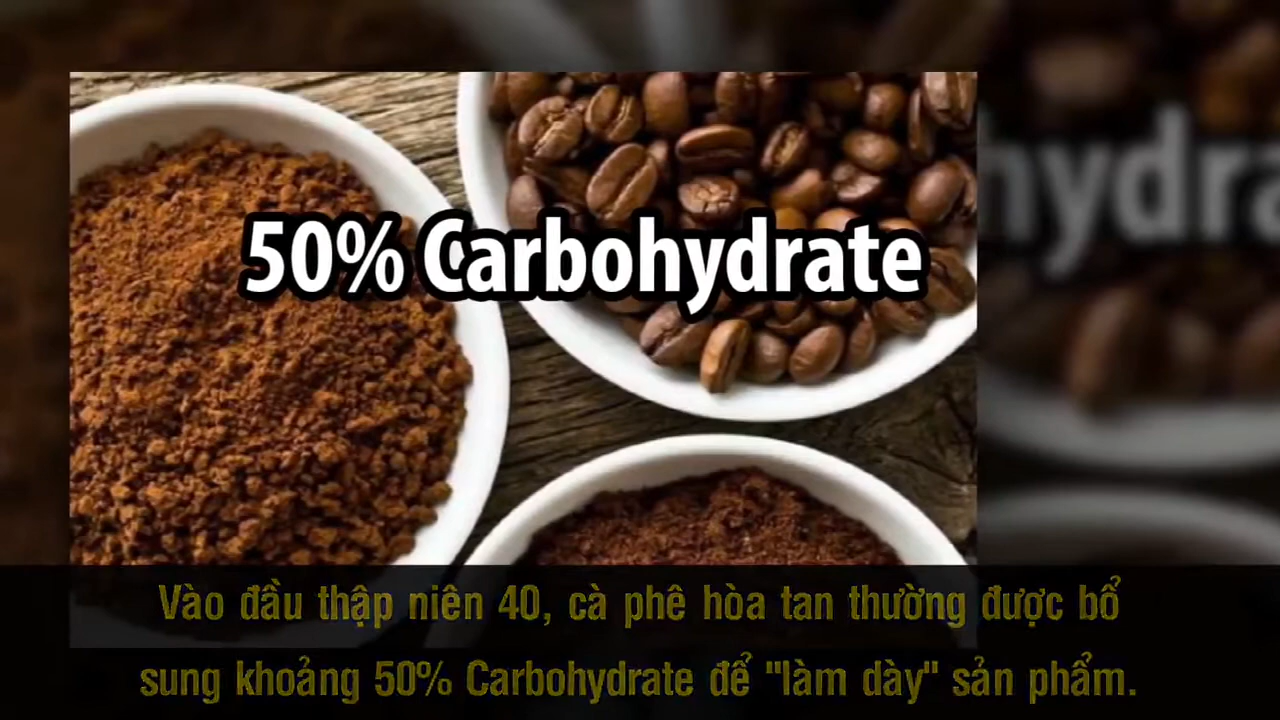 50% Carbohydrate
hydra
Vào đầu thập niên 40, cà phê hòa tan thường được bổ
sung khoảng 50% Carbohydrate để "làm dày" sản phẩm.